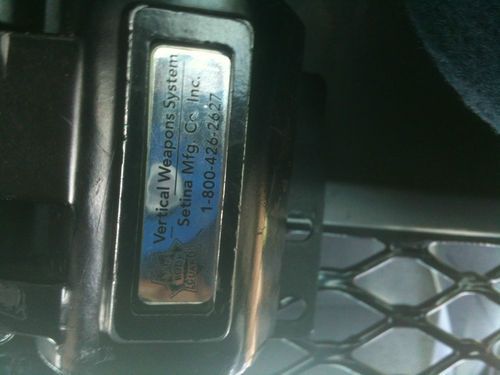 Vertical Weapons System
Setina Mfg. Co. Inc.
1-800-426-2627